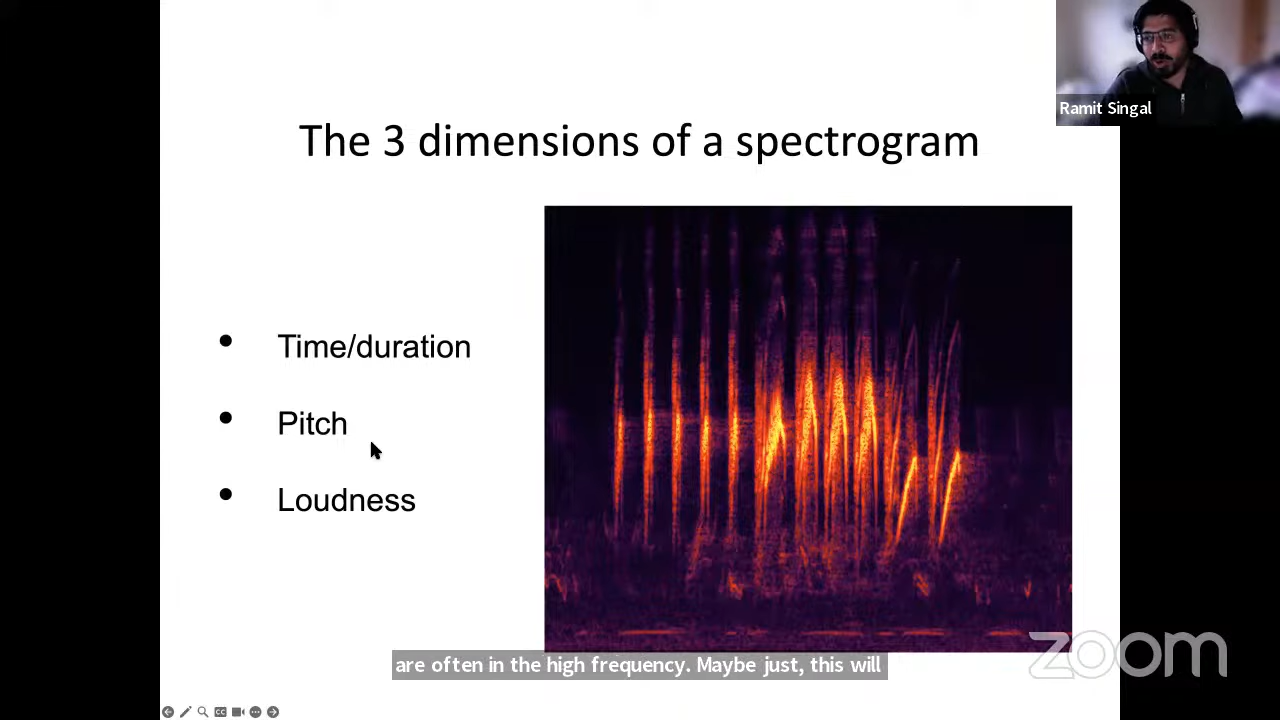 Ramit Singal
The 3 dimensions of a spectrogram
Time/duration
Pitch
Loudness
zoom
are often in the high frequency. Maybe just, this will
CC